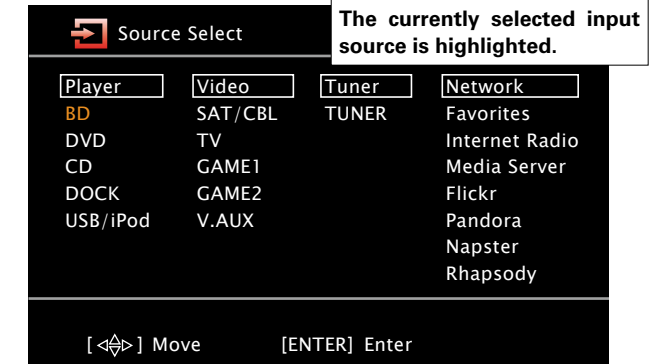 Source Select
The currently selected input
source is highlighted.
Player
BD
DVD
CD
DOCK
USB/iPod
Video
SAT/CBL
TV
GAME1
GAME2
V.AUX
Tuner
TUNER
Network
Favorites
Internet Radio
Media Server
Flickr
Pandora
Napster
Rhapsody
[◁△▽▷] Move [ENTER] Enter